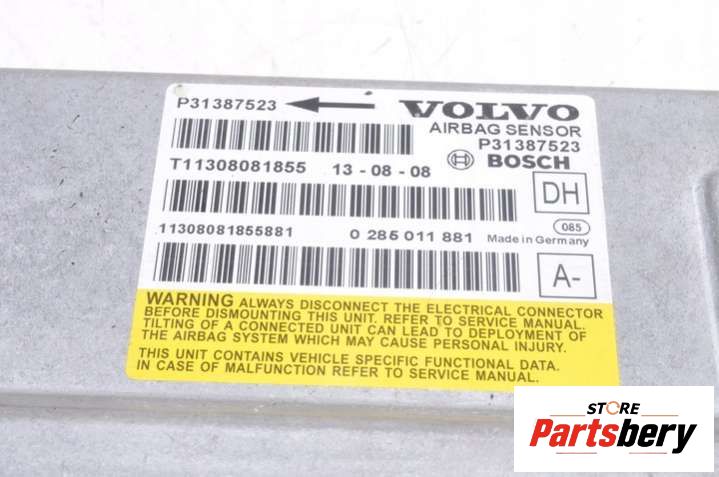 P31387523
VOLVO
AIRBAG SENSOR
P31387523
BOSCH
T11308081855 13 - 08 - 08
DH
085
11308081855881 0 285 011 881 Made in Germany
A-
WARNING ALWAYS DISCONNECT THE ELECTRICAL CONNECTOR
BEFORE DISMOUNTING THIS UNIT. REFER TO SERVICE MANUAL.
TILTING OF A CONNECTED UNIT CAN LEAD TO DEPLOYMENT OF
THE AIRBAG SYSTEM WHICH MAY CAUSE PERSONAL INJURY.
THIS UNIT CONTAINS VEHICLE SPECIFIC FUNCTIONAL DATA.
IN CASE OF MALFUNCTION REFER TO SERVICE MANUAL.
STORE
Partsbery